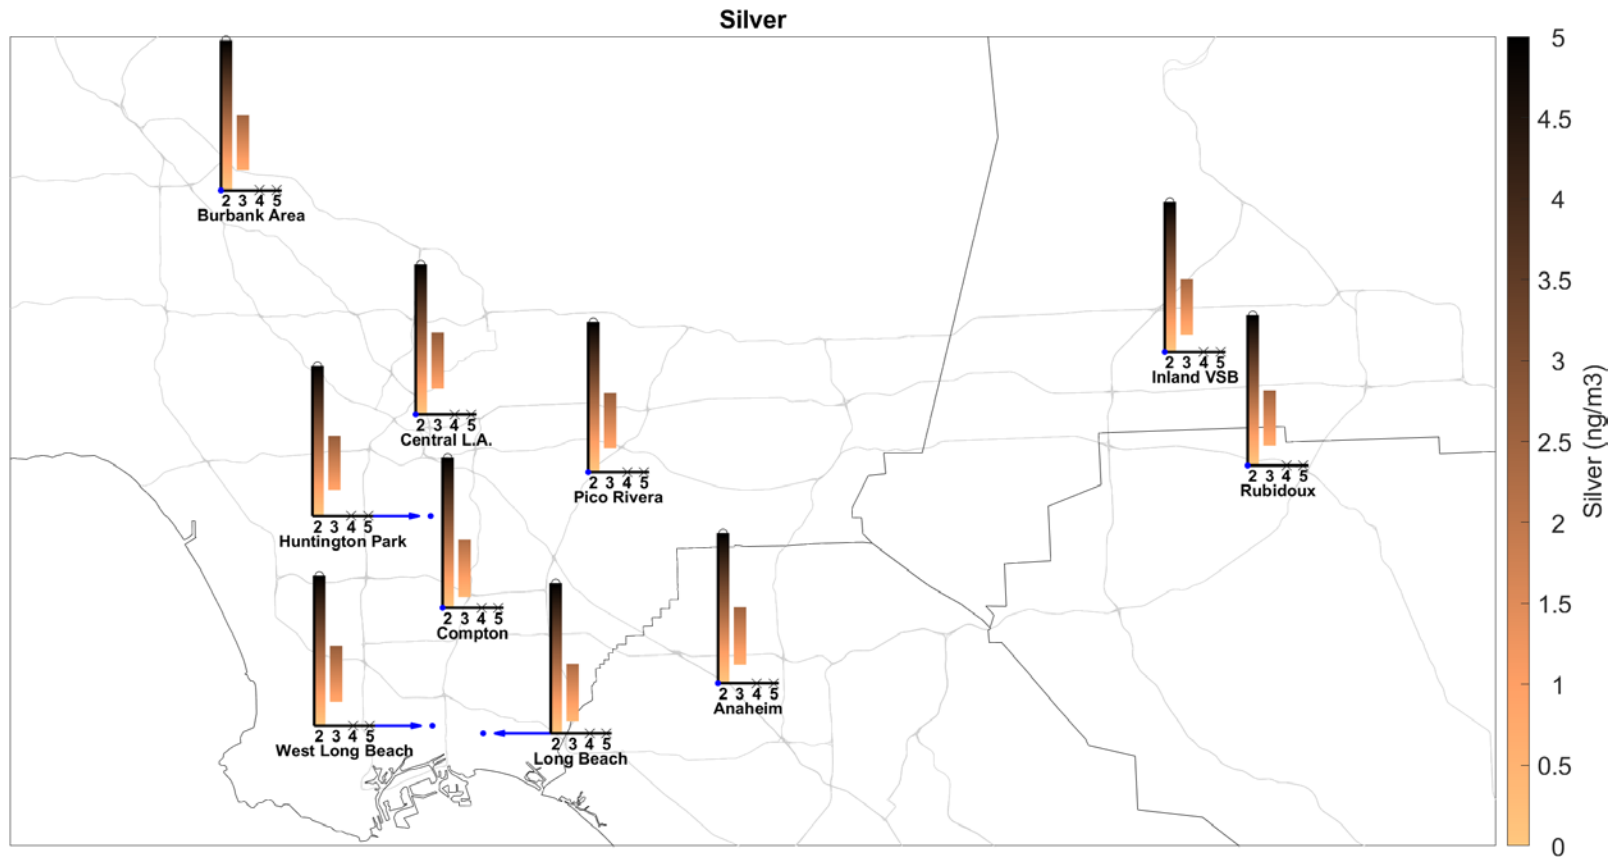 Silver
2 3 4 5
Burbank Area
2 3 4 5
Inland VSB
2 3 4 5
Central L.A.
2 3 4 5
Pico Rivera
2 3 4 5
Rubidoux
2 3 4 5
Huntington Park
2 3 4 5
Compton
2 3 4 5
Anaheim
2 3 4 5
West Long Beach
2 3 4 5
Long Beach
5
4.5
4
3.5
3
2.5
2
1.5
1
0.5
0
Silver (ng/m3)